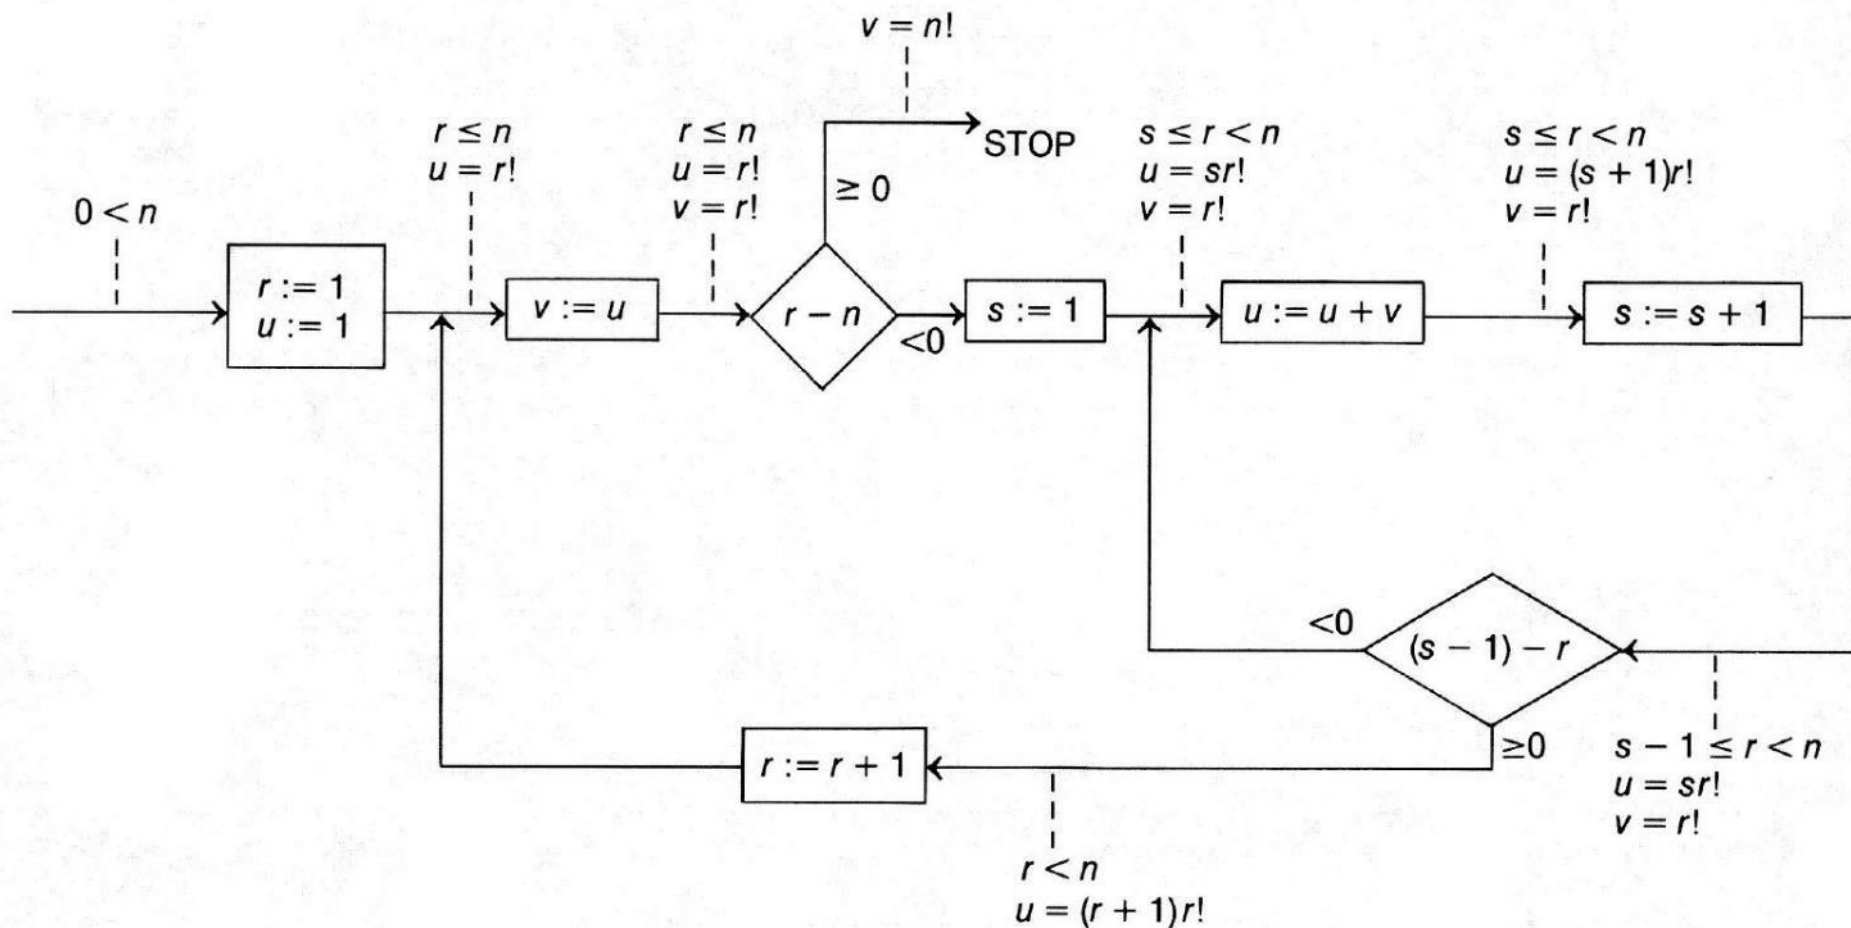 v = n!
r ≤ n
u = r!
r ≤ n
u = r!
v = r!
STOP
s ≤ r < n
u = sr!
v = r!
s ≤ r < n
u = (s + 1)r!
v = r!
0 < n
≥ 0
r := 1
u := 1
v := u
r − n
<0
s := 1
u := u + v
s := s + 1
<0
(s − 1) − r
≥0
s − 1 ≤ r < n
u = sr!
v = r!
r := r + 1
r < n
u = (r + 1)r!